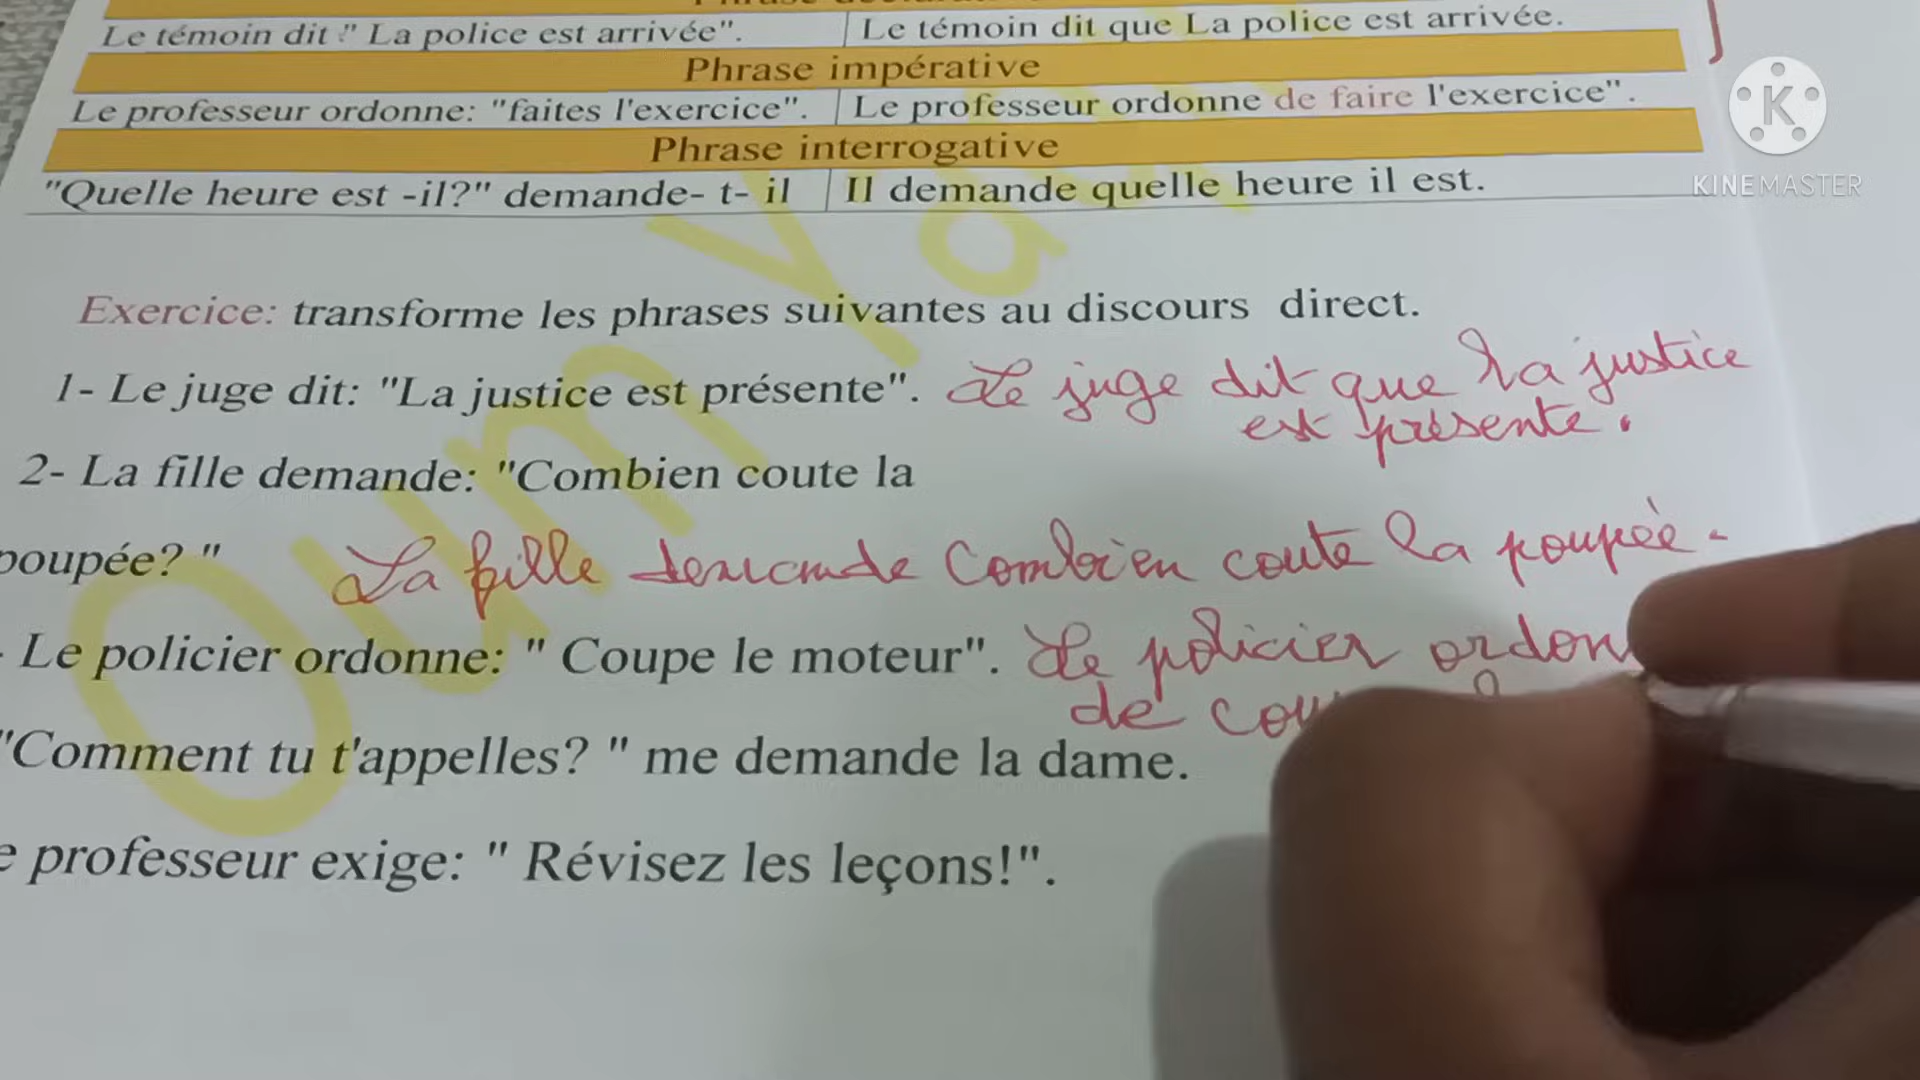 Le témoin dit :" La police est arrivée". Le témoin dit que La police est arrivée.
Phrase impérative
Le professeur ordonne: "faites l'exercice". Le professeur ordonne de faire l'exercice".
Phrase interrogative
"Quelle heure est -il?" demande- t- il Il demande quelle heure il est.
K
KINEMASTER
Exercice: transforme les phrases suivantes au discours direct.
1- Le juge dit: "La justice est présente". Le juge dit que la justice
est présente.
2- La fille demande: "Combien coute la
poupée? " La fille demande Combien coute la poupée.
- Le policier ordonne: " Coupe le moteur". Le policier ordon
de cou
"Comment tu t'appelles? " me demande la dame.
e professeur exige: " Révisez les leçons!".
Oum Ya